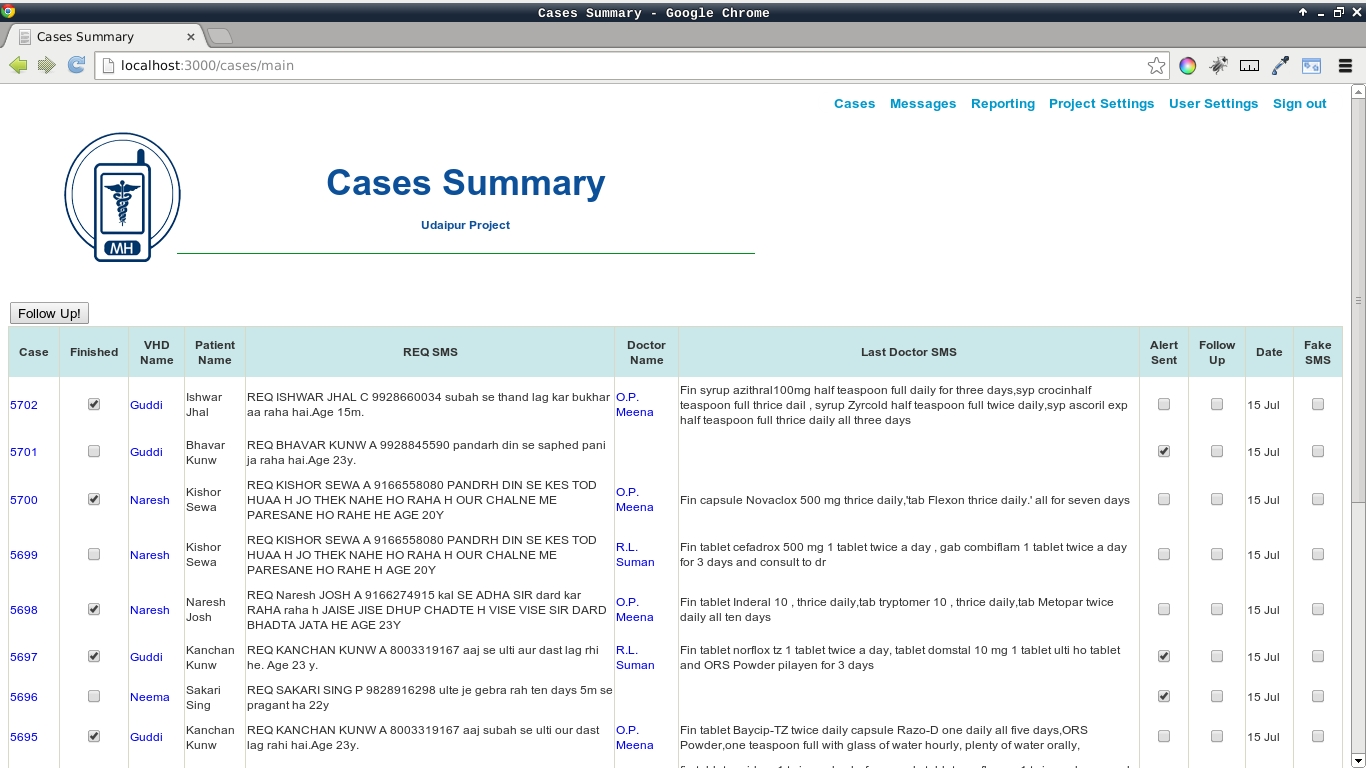 Cases Summary - Google Chrome
Cases Summary
localhost:3000/cases/main
Cases Messages Reporting Project Settings User Settings Sign out
MH
Cases Summary
Udaipur Project
Follow Up!
Case Finished VHD Name Patient Name REQ SMS Doctor Name Last Doctor SMS Alert Sent Follow Up Date Fake SMS
5702 Guddi Ishwar Jhal
REQ ISHWAR JHAL C 9928660034 subah se thand lag kar bukhar
aa raha hai.Age 15m.
O.P. Meena
Fin syrup azithral100mg half teaspoon full daily for three days,syp crocinhalf
teaspoon full thrice dail , syrup Zyrcold half teaspoon full twice daily,syp ascoril exp
half teaspoon full thrice daily all three days
15 Jul
5701 Guddi Bhavar Kunw
REQ BHAVAR KUNW A 9928845590 pandarh din se saphed pani
ja raha hai.Age 23y.
15 Jul
5700 Naresh Kishor Sewa
REQ KISHOR SEWA A 9166558080 PANDRH DIN SE KES TOD
HUAA H JO THEK NAHE HO RAHA H OUR CHALNE ME
PARESANE HO RAHE HE AGE 20Y
O.P. Meena
Fin capsule Novaclox 500 mg thrice daily,'tab Flexon thrice daily.' all for seven days
15 Jul
5699 Naresh Kishor Sewa
REQ KISHOR SEWA A 9166558080 PANDRH DIN SE KES TOD
HUAA H JO THEK NAHE HO RAHA H OUR CHALNE ME
PARESANE HO RAHE H AGE 20Y
R.L. Suman
Fin tablet cefadrox 500 mg 1 tablet twice a day , gab combiflam 1 tablet twice a day
for 3 days and consult to dr
15 Jul
5698 Naresh Naresh Josh
REQ Naresh JOSH A 9166274915 kal SE ADHA SIR dard kar
RAHA raha h JAISE JISE DHUP CHADTE H VISE VISE SIR DARD
BHADTA JATA HE AGE 23Y
O.P. Meena
Fin tablet Inderal 10 , thrice daily,tab tryptomer 10 , thrice daily,tab Metopar twice
daily all ten days
15 Jul
5697 Guddi Kanchan Kunw
REQ KANCHAN KUNW A 8003319167 aaj se ulti aur dast lag rhi
he. Age 23 y.
R.L. Suman
Fin tablet norflox tz 1 tablet twice a day, tablet domstal 10 mg 1 tablet ulti ho tablet
and ORS Powder pilayen for 3 days
15 Jul
5696 Neema Sakari Sing
REQ SAKARI SING P 9828916298 ulte je gebra rah ten days 5m se
pragant ha 22y
15 Jul
5695 Guddi Kanchan Kunw
REQ KANCHAN KUNW A 8003319167 aaj subah se ulti our dast
lag rahi hai.Age 23y.
O.P. Meena
Fin tablet Baycip-TZ twice daily capsule Razo-D one daily all five days,ORS
Powder,one teaspoon full with glass of water hourly, plenty of water orally,
15 Jul